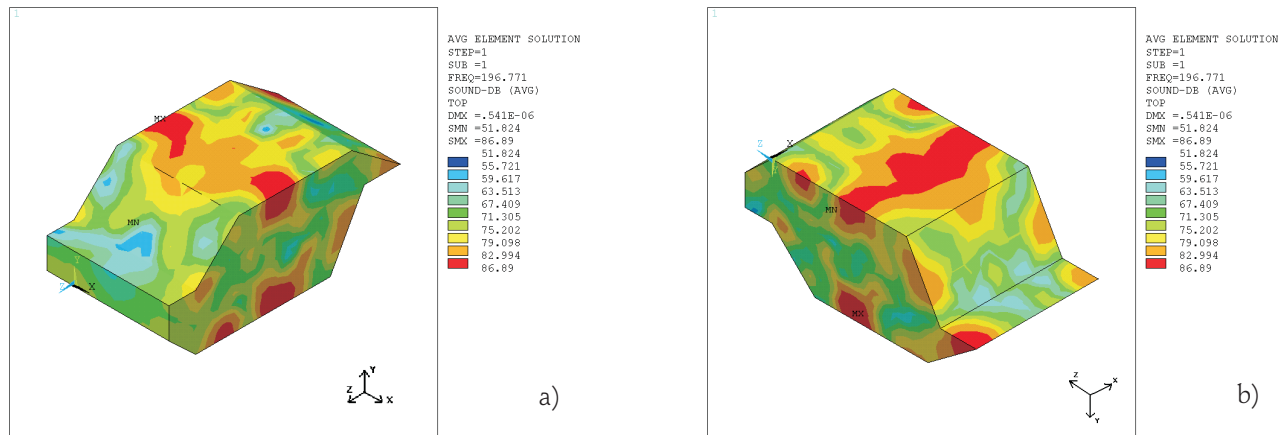 1
AVG ELEMENT SOLUTION
STEP=1
SUB =1
FREQ=196.771
SOUND-DB (AVG)
TOP
DMX =.541E-06
SMN =51.824
SMX =86.89
51.824
55.721
59.617
63.513
67.409
71.305
75.202
79.098
82.994
86.89
MX
MN
Y
Z X
Y
Z
X
a)
1
AVG ELEMENT SOLUTION
STEP=1
SUB =1
FREQ=196.771
SOUND-DB (AVG)
TOP
DMX =.541E-06
SMN =51.824
SMX =86.89
51.824
55.721
59.617
63.513
67.409
71.305
75.202
79.098
82.994
86.89
Z X
Y
MN
MX
Z X
Y
b)